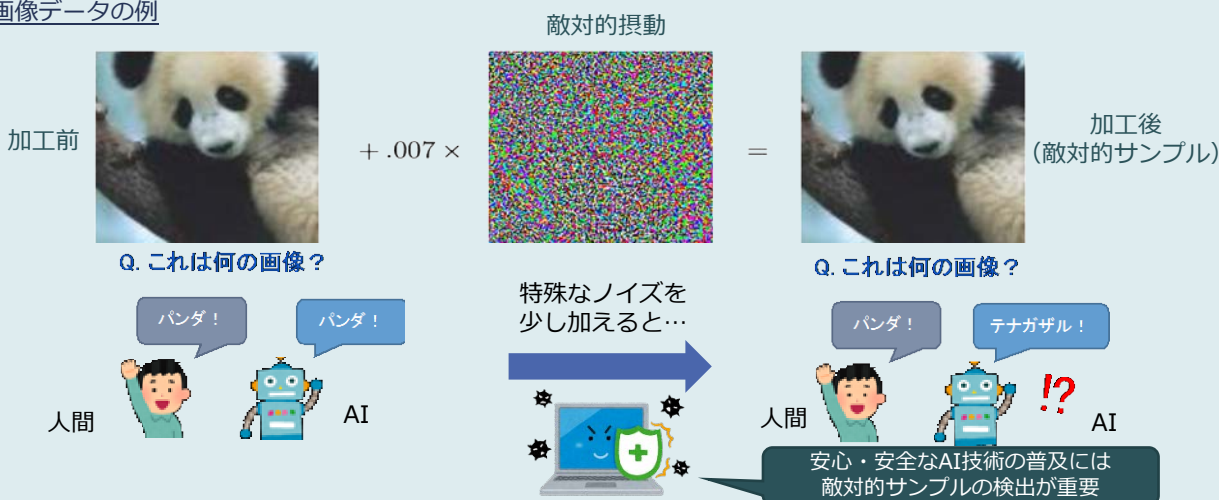 画像データの例
敵対的摂動
加工前
+ .007 ×
=
加工後
(敵対的サンプル)
Q. これは何の画像？
Q. これは何の画像？
パンダ！
パンダ！
人間
AI
特殊なノイズを
少し加えると…
パンダ！
テナガザル！
!?
人間
AI
安心・安全なAI技術の普及には
敵対的サンプルの検出が重要